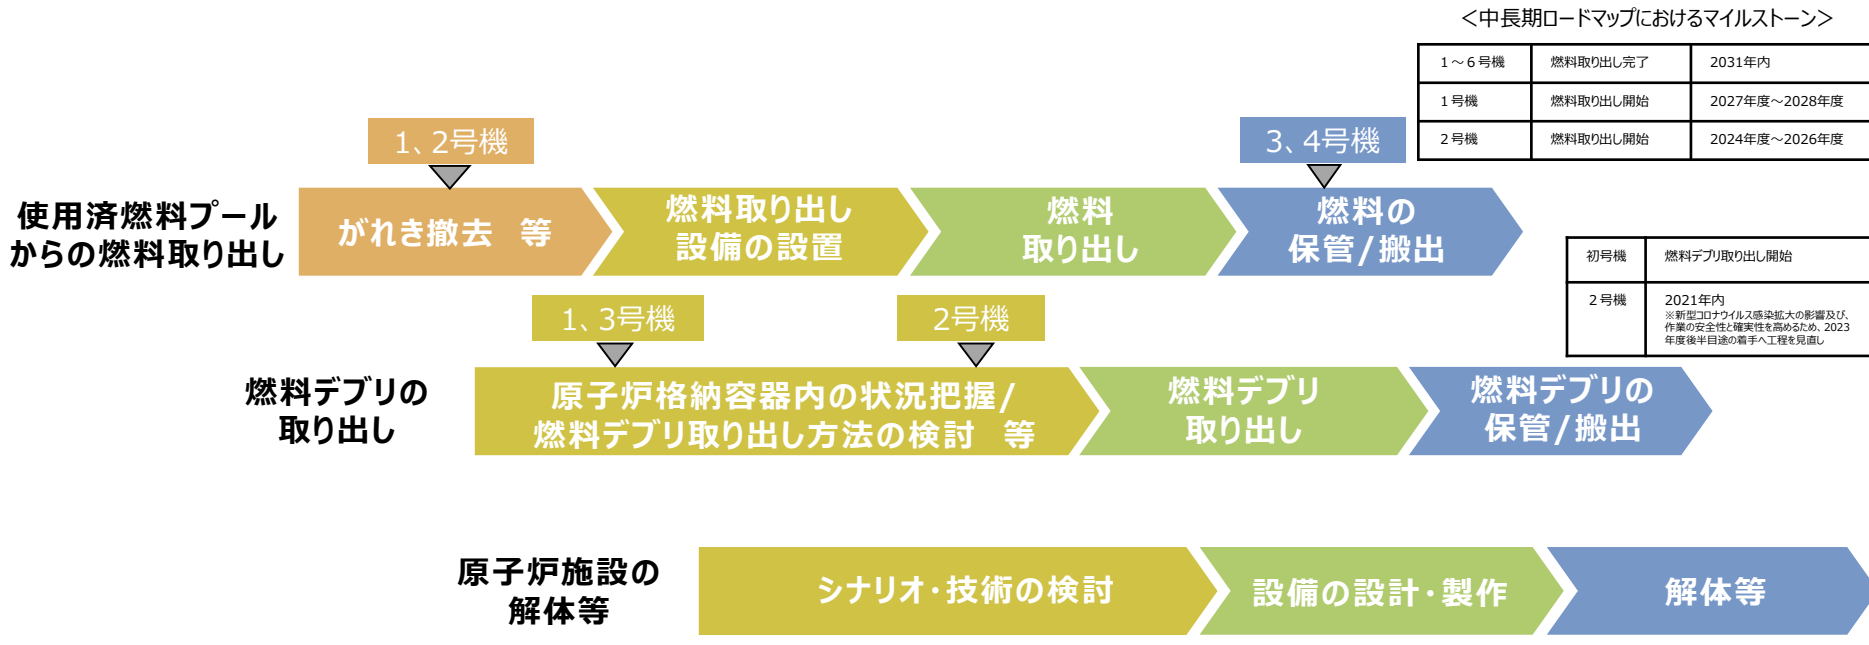 ＜中長期ロードマップにおけるマイルストーン＞
1～6号機 燃料取り出し完了 2031年内
1号機 燃料取り出し開始 2027年度～2028年度
2号機 燃料取り出し開始 2024年度～2026年度
1、2号機
3、4号機
使用済燃料プール
からの燃料取り出し
がれき撤去　等
燃料取り出し
設備の設置
燃料
取り出し
燃料の
保管/搬出
初号機 燃料デブリ取り出し開始
2号機 2021年内
※新型コロナウイルス感染拡大の影響及び、
作業の安全性と確実性を高めるため、2023
年度後半目途の着手へ工程を見直し
1、3号機
2号機
燃料デブリの
取り出し
原子炉格納容器内の状況把握/
燃料デブリ取り出し方法の検討　等
燃料デブリ
取り出し
燃料デブリの
保管/搬出
原子炉施設の
解体等
シナリオ・技術の検討
設備の設計・製作
解体等